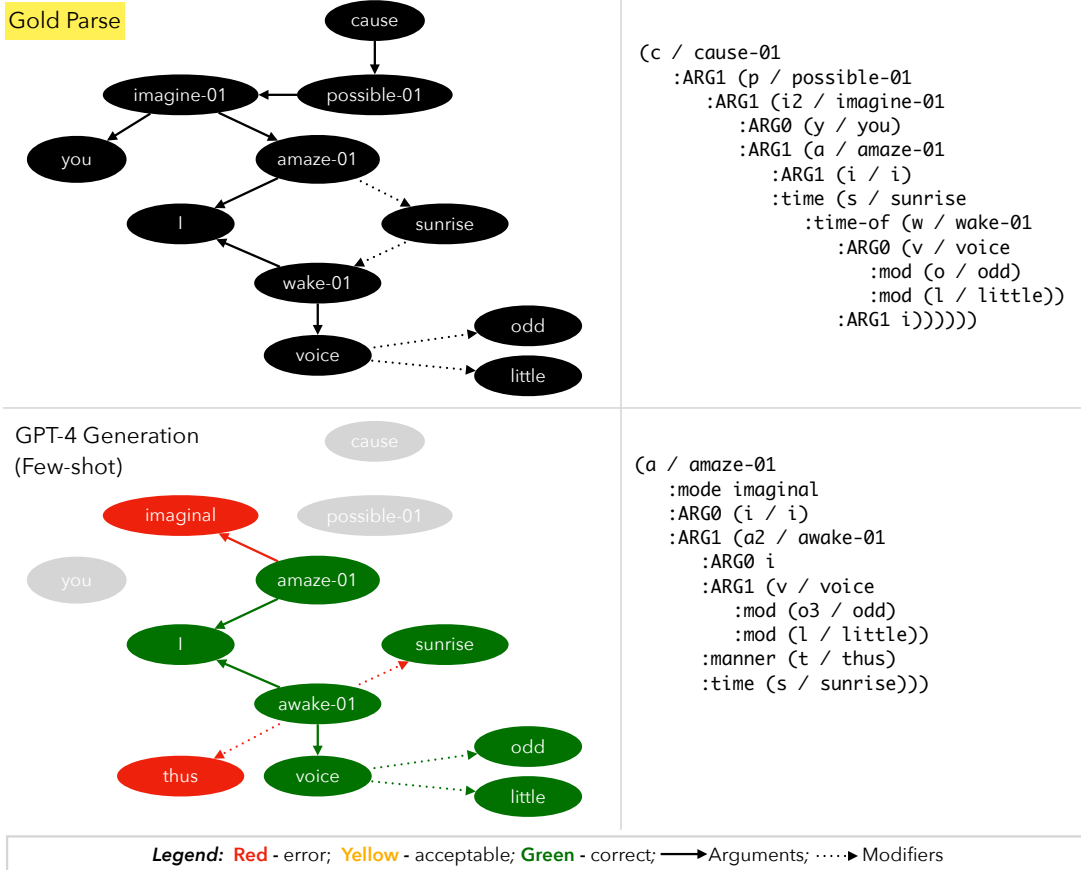 Gold Parse
cause
imagine-01
possible-01
you
amaze-01
I
sunrise
wake-01
voice
odd
little
(c / cause-01
:ARG1 (p / possible-01
:ARG1 (i2 / imagine-01
:ARG0 (y / you)
:ARG1 (a / amaze-01
:ARG1 (i / i)
:time (s / sunrise
:time-of (w / wake-01
:ARG0 (v / voice
:mod (o / odd)
:mod (l / little))
:ARG1 i))))))
GPT-4 Generation
(Few-shot)
cause
imaginal
possible-01
you
amaze-01
I
sunrise
awake-01
thus
voice
odd
little
(a / amaze-01
:mode imaginal
:ARG0 (i / i)
:ARG1 (a2 / awake-01
:ARG0 i
:ARG1 (v / voice
:mod (o3 / odd)
:mod (l / little))
:manner (t / thus)
:time (s / sunrise)))
Legend: Red - error; Yellow - acceptable; Green - correct; Arguments; Modifiers